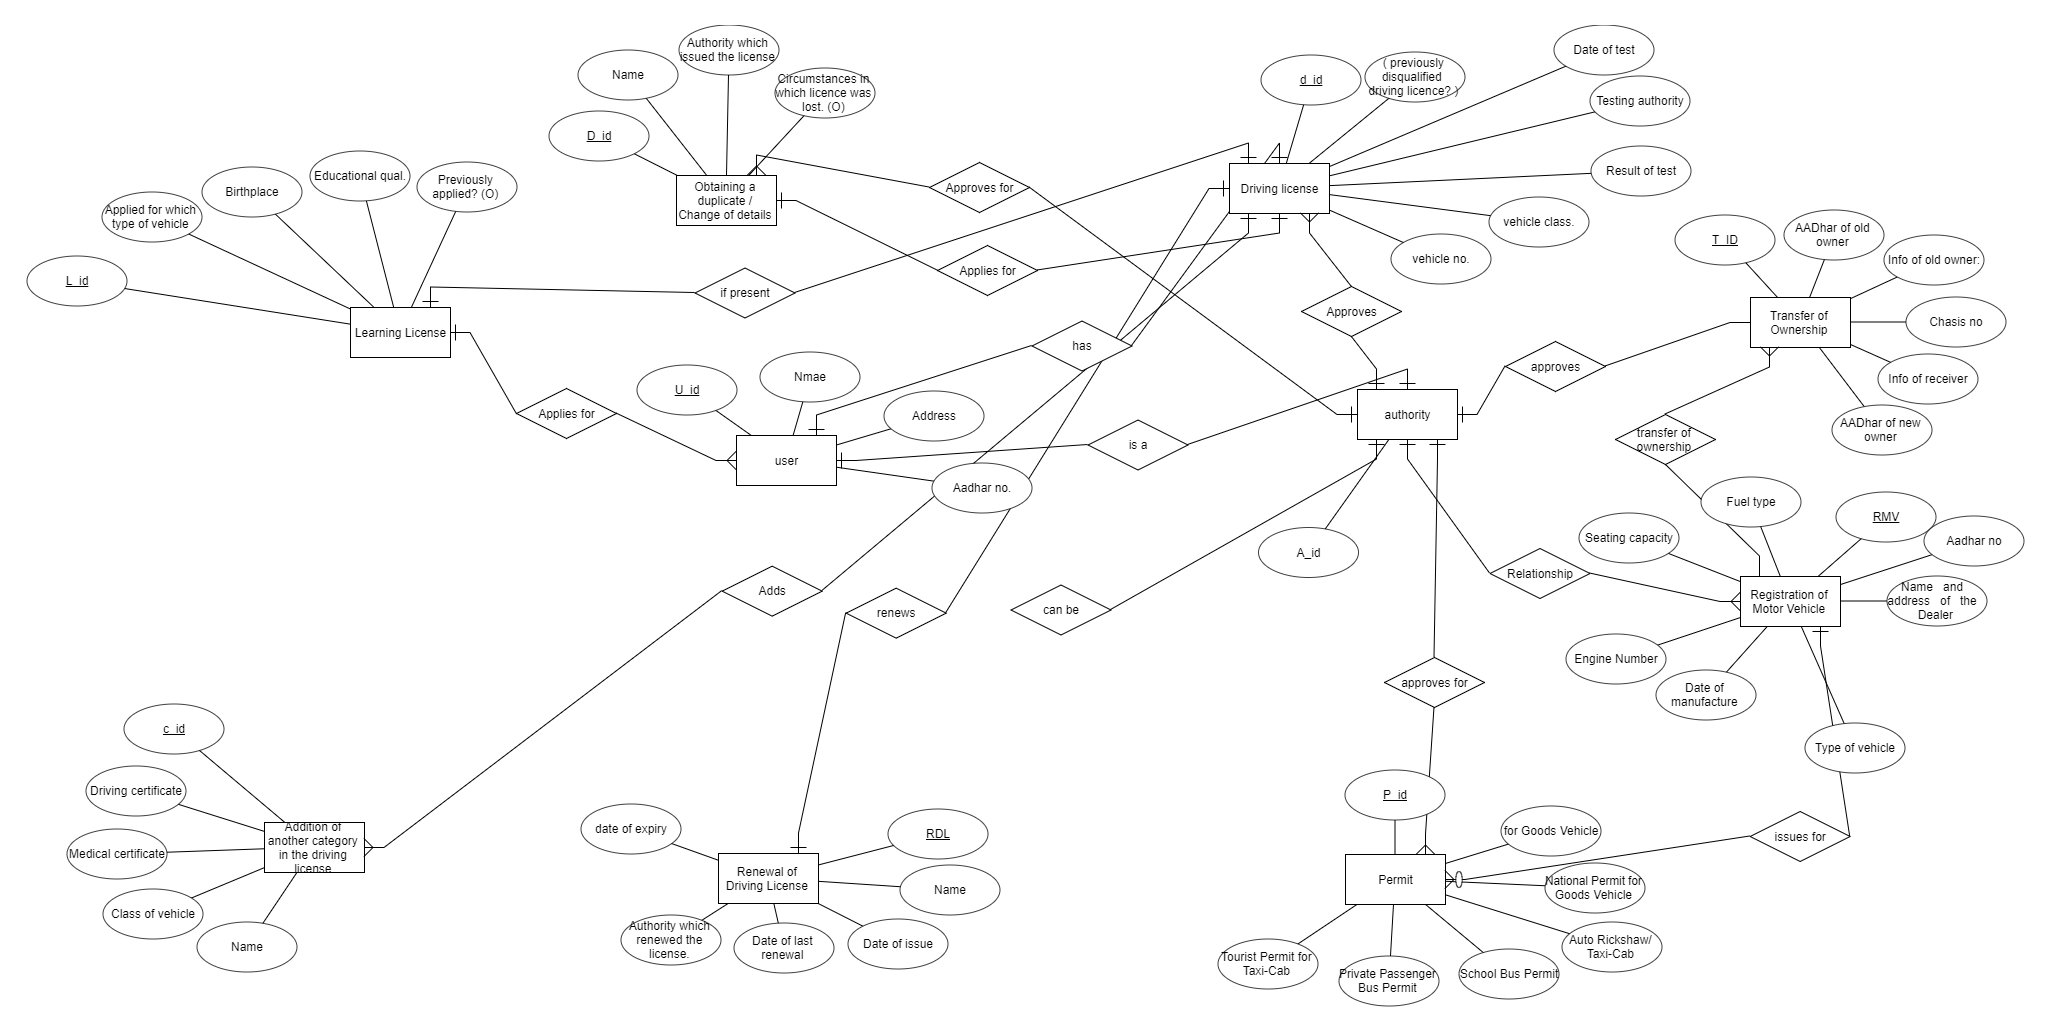 Authority which
issued the license
Name
Circumstances in
which licence was
lost. (O)
D_id
Obtaining a
duplicate /
Change of details
Approves for
Applies for
d_id
( previously
disqualified
driving licence? )
Date of test
Testing authority
Result of test
vehicle class.
vehicle no.
Driving license
Educational qual.
Previously
applied? (O)
Birthplace
Applied for which
type of vehicle
L_id
Learning License
if present
Approves
T_ID
AADhar of old
owner
Info of old owner:
Chasis no
Info of receiver
AADhar of new
owner
Transfer of
Ownership
approves
has
U_id
Nmae
Address
Aadhar no.
user
Applies for
is a
authority
A_id
transfer of
ownership
Fuel type
Seating capacity
RMV
Aadhar no
Name and
address of the
Dealer
Registration of
Motor Vehicle
Relationship
Engine Number
Date of
manufacture
Type of vehicle
Adds
renews
can be
approves for
issues for
c_id
Driving certificate
Medical certificate
Class of vehicle
Name
Addition of
another category
in the driving
license
date of expiry
RDL
Name
Renewal of
Driving License
Authority which
renewed the
license.
Date of last
renewal
Date of issue
P_id
for Goods Vehicle
National Permit for
Goods Vehicle
Permit
Auto Rickshaw/
Taxi-Cab
School Bus Permit
Private Passenger
Bus Permit
Tourist Permit for
Taxi-Cab